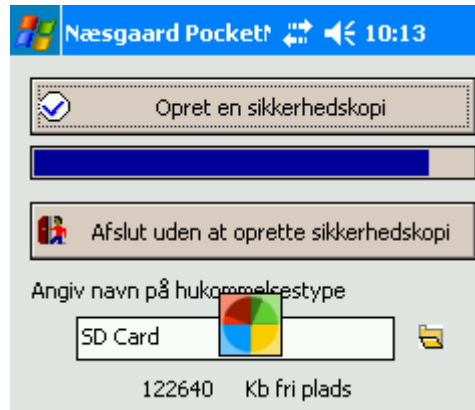 Næsgaard Pocket 10:13
Opret en sikkerhedskopi
Afslut uden at oprette sikkerhedskopi
Angiv navn på hukommelsestype
SD Card
122640 Kb fri plads